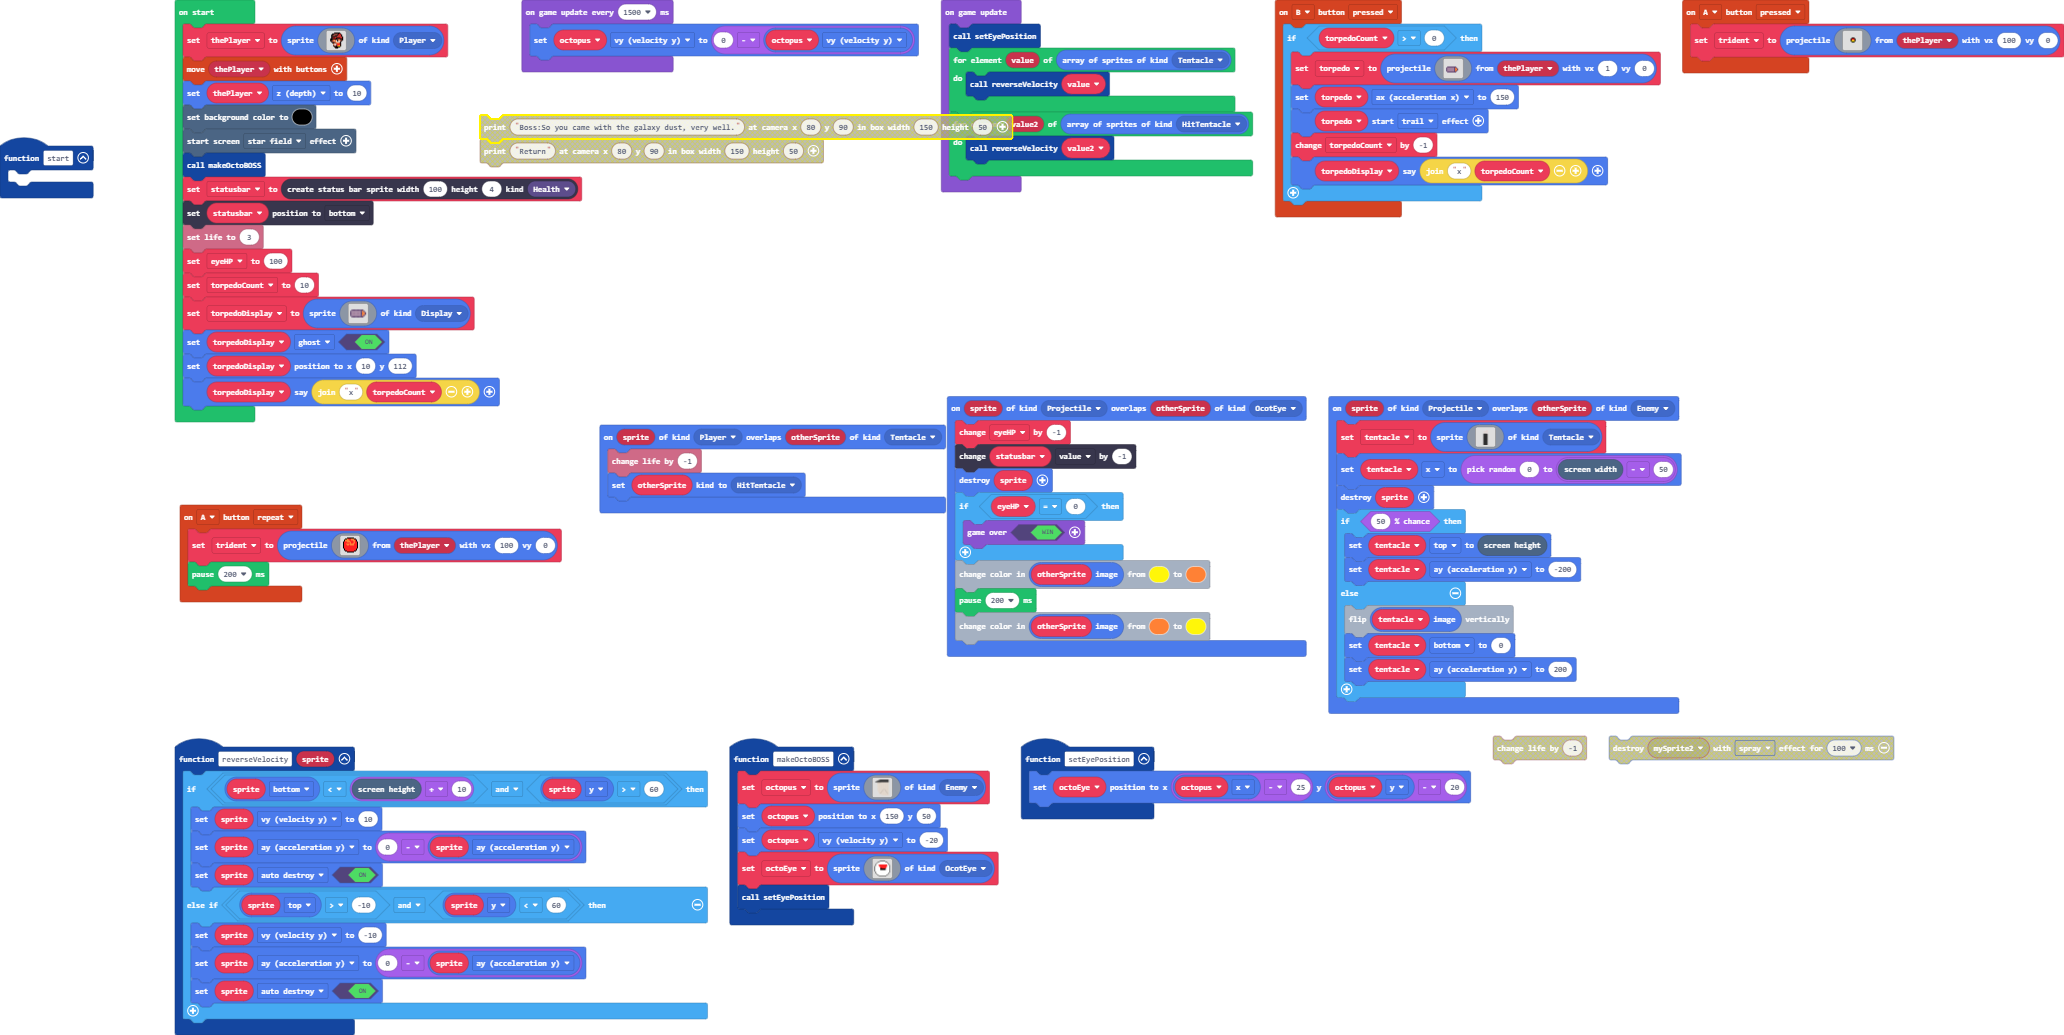 function start
on start
set thePlayer to sprite of kind Player
move thePlayer with buttons
set thePlayer z (depth) to 10
set background color to
start screen star field effect
call makeOctoBOSS
set statusbar to create status bar sprite width 100 height 4 kind Health
set statusbar position to bottom
set life to 3
set eyeHP to 100
set torpedoCount to 10
set torpedoDisplay to sprite of kind Display
set torpedoDisplay ghost ON
set torpedoDisplay position to x 10 y 112
torpedoDisplay say join "x" torpedoCount
on game update every 1500 ms
set octopus vy (velocity y) to 0 - octopus vy (velocity y)
print "Boss:So you came with the galaxy dust, very well." at camera x 80 y 90 in box width 150 height 50
print "Return" at camera x 80 y 90 in box width 150 height 50
on game update
call setEyePosition
for element value of array of sprites of kind Tentacle
do
call reverseVelocity value
value2 of array of sprites of kind HitTentacle
do
call reverseVelocity value2
on B button pressed
if torpedoCount > 0 then
set torpedo to projectile from thePlayer with vx 1 vy 0
set torpedo ax (acceleration x) to 150
torpedo start trail effect
change torpedoCount by -1
torpedoDisplay say join "x" torpedoCount
on A button pressed
set trident to projectile from thePlayer with vx 100 vy 0
on sprite of kind Player overlaps otherSprite of kind Tentacle
change life by -1
set otherSprite kind to HitTentacle
on A button repeat
set trident to projectile from thePlayer with vx 100 vy 0
pause 200 ms
on sprite of kind Projectile overlaps otherSprite of kind OcotEye
change eyeHP by -1
change statusbar value by -1
destroy sprite
if eyeHP = 0 then
game over WIN
change color in otherSprite image from to
pause 200 ms
change color in otherSprite image from to
on sprite of kind Projectile overlaps otherSprite of kind Enemy
set tentacle to sprite of kind Tentacle
set tentacle x to pick random 0 to screen width - 50
destroy sprite
if 50 % chance then
set tentacle top to screen height
set tentacle ay (acceleration y) to -200
else
flip tentacle image vertically
set tentacle bottom to 0
set tentacle ay (acceleration y) to 200
function reverseVelocity sprite
if sprite bottom < screen height + 10 and sprite y > 60 then
set sprite vy (velocity y) to 10
set sprite ay (acceleration y) to 0 - sprite ay (acceleration y)
set sprite auto destroy ON
else if sprite top > -10 and sprite y < 60 then
set sprite vy (velocity y) to -10
set sprite ay (acceleration y) to 0 - sprite ay (acceleration y)
set sprite auto destroy ON
function makeOctoBOSS
set octopus to sprite of kind Enemy
set octopus position to x 150 y 50
set octopus vy (velocity y) to -20
set octoEye to sprite of kind OcotEye
call setEyePosition
function setEyePosition
set octoEye position to x octopus x - 25 y octopus y - 20
change life by -1
destroy mySprite2 with spray effect for 100 ms